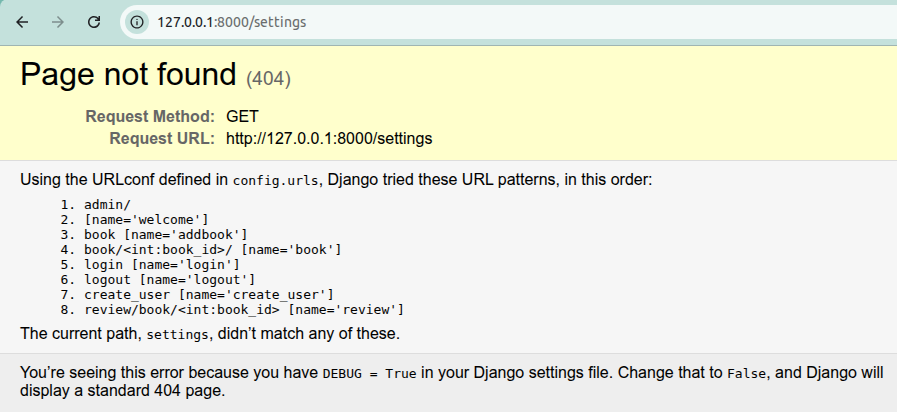 127.0.0.1:8000/settings
Page not found (404)
Request Method: GET
Request URL: http://127.0.0.1:8000/settings
Using the URLconf defined in config.urls, Django tried these URL patterns, in this order:
1. admin/
2. [name='welcome']
3. book [name='addbook']
4. book/<int:book_id>/ [name='book']
5. login [name='login']
6. logout [name='logout']
7. create_user [name='create_user']
8. review/book/<int:book_id> [name='review']
The current path, settings, didn’t match any of these.
You’re seeing this error because you have DEBUG = True in your Django settings file. Change that to False, and Django will
display a standard 404 page.